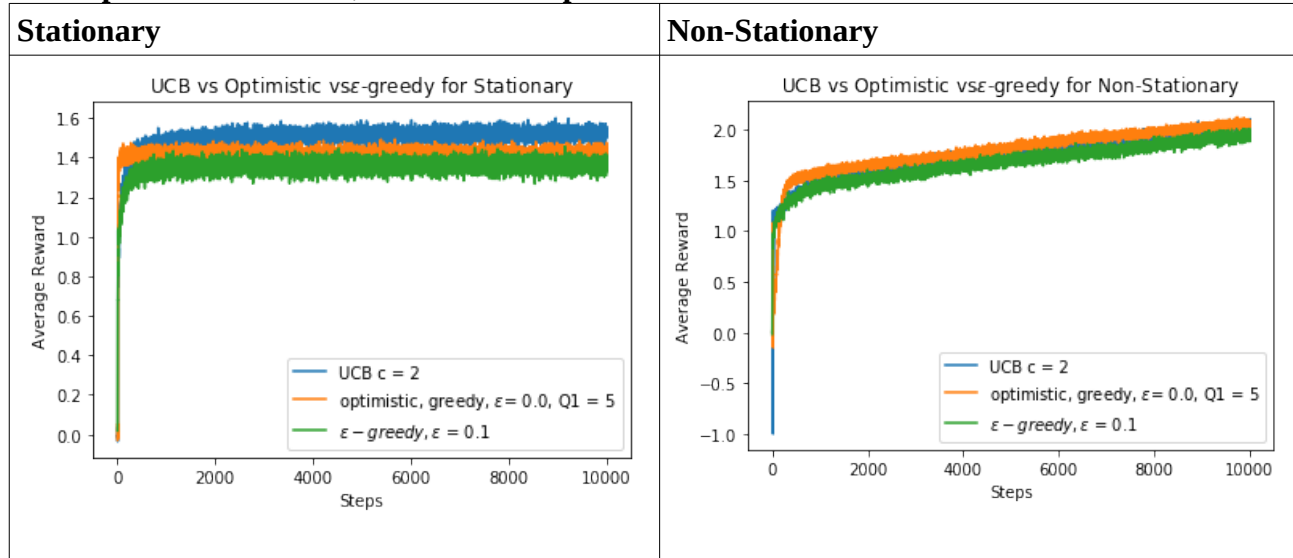 Stationary
Non-Stationary
UCB vs Optimistic vsε-greedy for Stationary
1.6
1.4
1.2
1.0
0.8
0.6
0.4
0.2
0.0
Average Reward
UCB c = 2
optimistic, greedy, ε= 0.0, Q1 = 5
ε − greedy, ε = 0.1
0 2000 4000 6000 8000 10000
Steps
UCB vs Optimistic vsε-greedy for Non-Stationary
2.0
1.5
1.0
0.5
0.0
−0.5
−1.0
Average Reward
UCB c = 2
optimistic, greedy, ε= 0.0, Q1 = 5
ε − greedy, ε = 0.1
0 2000 4000 6000 8000 10000
Steps